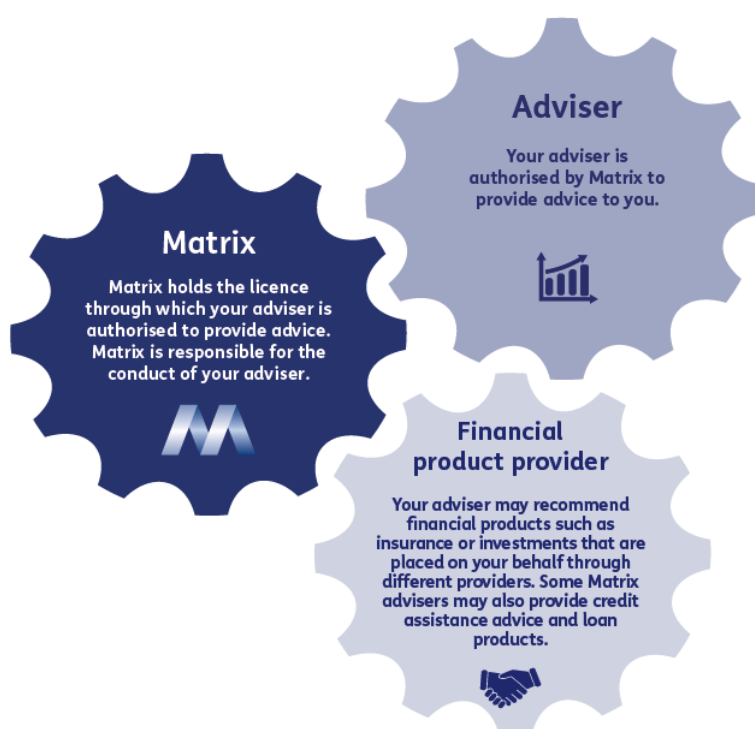 Adviser
Your adviser is
authorised by Matrix to
provide advice to you.
Matrix
Matrix holds the licence
through which your adviser is
authorised to provide advice.
Matrix is responsible for the
conduct of your adviser.
Financial
product provider
Your adviser may recommend
financial products such as
insurance or investments that are
placed on your behalf through
different providers. Some Matrix
advisers may also provide credit
assistance advice and loan
products.